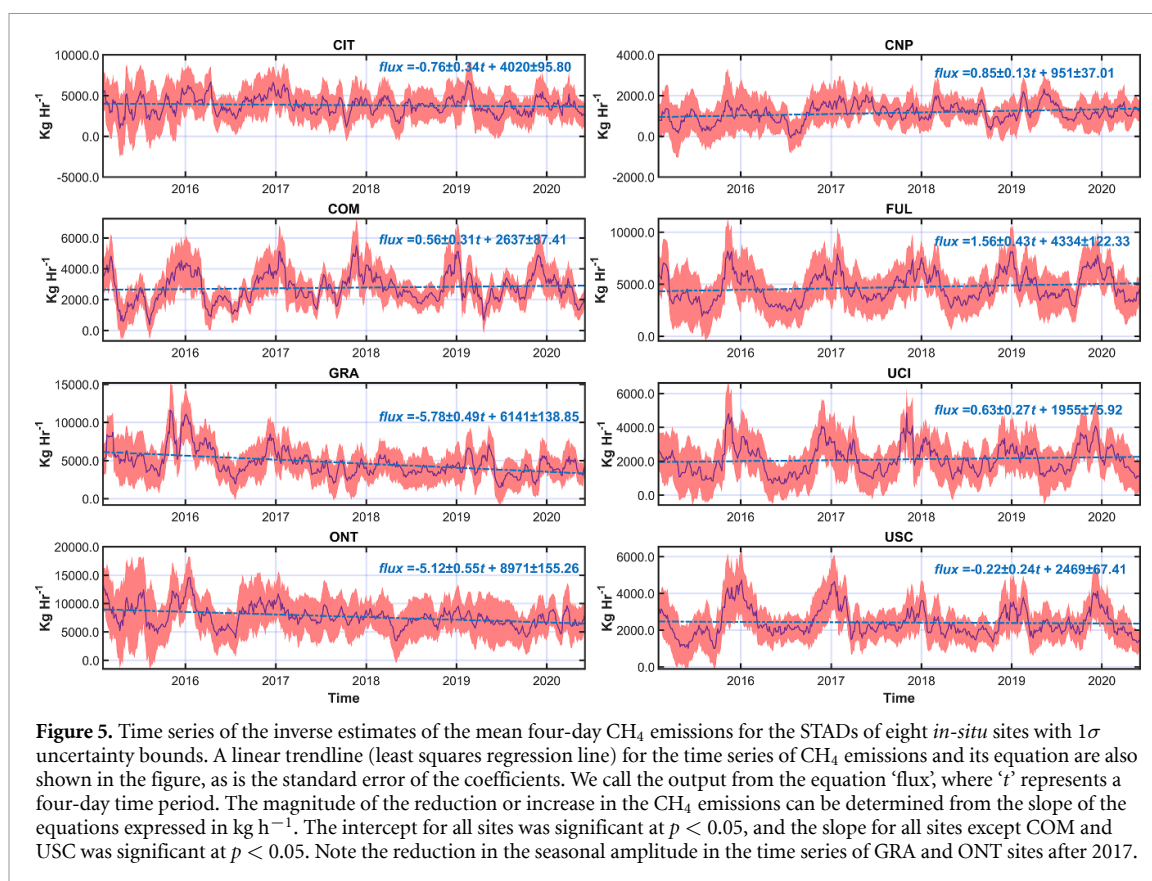 CIT
10000.0
5000.0
0.0
-5000.0
Kg Hr⁻¹
flux =-0.76±0.34t + 4020±95.80
2016 2017 2018 2019 2020
CNP
4000.0
2000.0
0.0
-2000.0
Kg Hr⁻¹
flux =0.85±0.13t + 951±37.01
2016 2017 2018 2019 2020
COM
6000.0
4000.0
2000.0
0.0
Kg Hr⁻¹
flux =0.56±0.31t + 2637±87.41
2016 2017 2018 2019 2020
FUL
10000.0
5000.0
0.0
Kg Hr⁻¹
flux =1.56±0.43t + 4334±122.33
2016 2017 2018 2019 2020
GRA
15000.0
10000.0
5000.0
0.0
Kg Hr⁻¹
flux =-5.78±0.49t + 6141±138.85
2016 2017 2018 2019 2020
UCI
6000.0
4000.0
2000.0
0.0
Kg Hr⁻¹
flux =0.63±0.27t + 1955±75.92
2016 2017 2018 2019 2020
ONT
20000.0
15000.0
10000.0
5000.0
0.0
Kg Hr⁻¹
flux =-5.12±0.55t + 8971±155.26
2016 2017 2018 2019 2020
Time
USC
6000.0
4000.0
2000.0
0.0
Kg Hr⁻¹
flux =-0.22±0.24t + 2469±67.41
2016 2017 2018 2019 2020
Time
Figure 5. Time series of the inverse estimates of the mean four-day CH₄ emissions for the STADs of eight in-situ sites with 1σ
uncertainty bounds. A linear trendline (least squares regression line) for the time series of CH₄ emissions and its equation are also
shown in the figure, as is the standard error of the coefficients. We call the output from the equation ‘flux’, where ‘t’ represents a
four-day time period. The magnitude of the reduction or increase in the CH₄ emissions can be determined from the slope of the
equations expressed in kg h⁻¹. The intercept for all sites was significant at p < 0.05, and the slope for all sites except COM and
USC was significant at p < 0.05. Note the reduction in the seasonal amplitude in the time series of GRA and ONT sites after 2017.